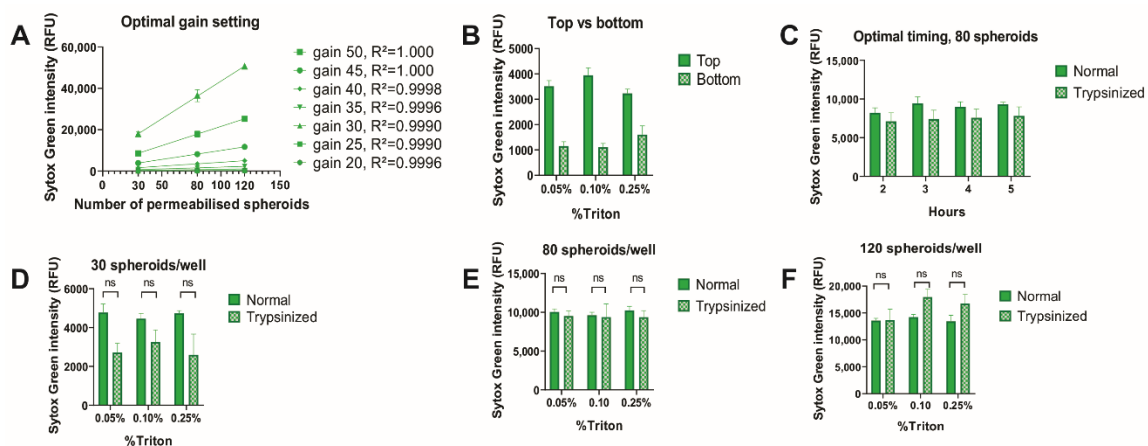 A
Optimal gain setting
Sytox Green intensity (RFU)
60,000
40,000
20,000
0
0
30
60
90
120
150
Number of permeabilised spheroids
gain 50, R²=1.000
gain 45, R²=1.000
gain 40, R²=0.9998
gain 35, R²=0.9996
gain 30, R²=0.9990
gain 25, R²=0.9990
gain 20, R²=0.9996
B
Top vs bottom
Sytox Green intensity (RFU)
5000
4000
3000
2000
1000
0
0.05%
0.10%
0.25%
%Triton
Top
Bottom
C
Optimal timing, 80 spheroids
Sytox Green intensity (RFU)
15,000
10,000
5,000
0
2
3
4
5
Hours
Normal
Trypsinized
D
30 spheroids/well
Sytox Green intensity (RFU)
6000
4000
2000
0
ns
ns
ns
0.05%
0.10%
0.25%
%Triton
Normal
Trypsinized
E
80 spheroids/well
Sytox Green intensity (RFU)
15,000
10,000
5,000
0
ns
ns
ns
0.05%
0.10
0.25%
%Triton
Normal
Trypsinized
F
120 spheroids/well
Sytox Green intensity (RFU)
20,000
15,000
10,000
5,000
0
ns
ns
ns
0.05%
0.10
0.25%
%Triton
Normal
Trypsinized